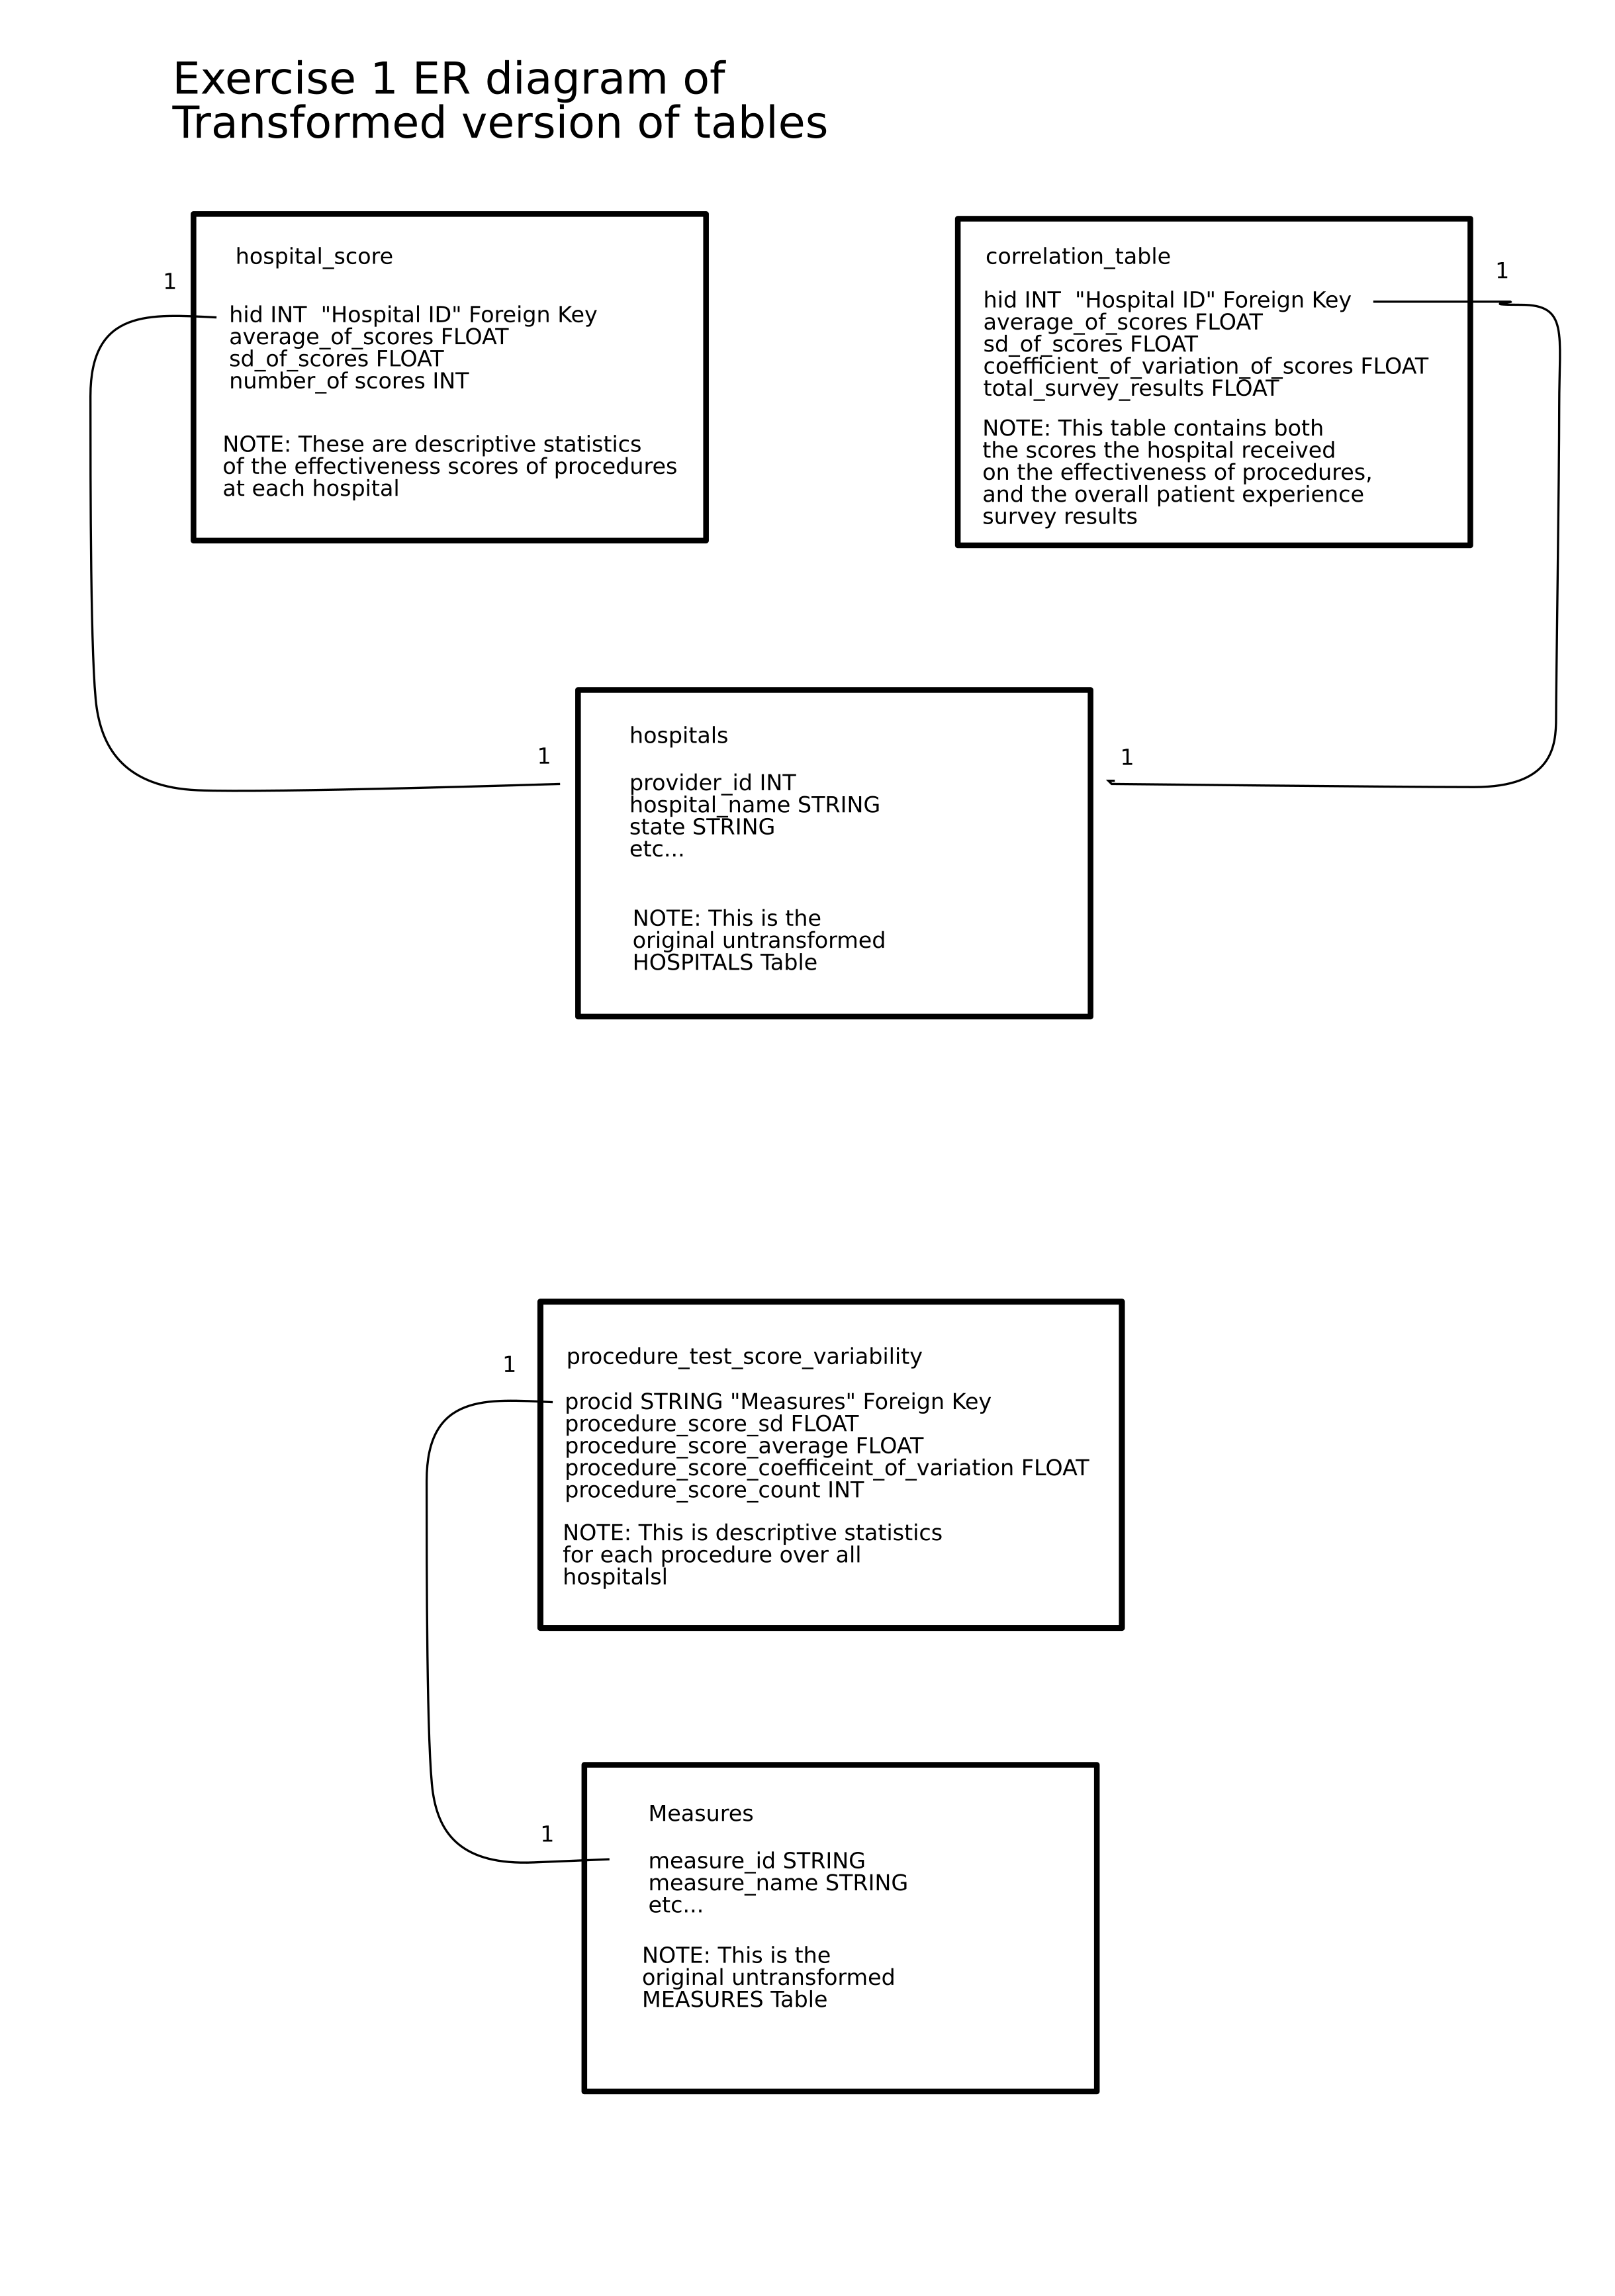 Exercise 1 ER diagram of
Transformed version of tables
hospital_score
1
hid INT  "Hospital ID" Foreign Key
average_of_scores FLOAT
sd_of_scores FLOAT
number_of scores INT
NOTE: These are descriptive statistics
of the effectiveness scores of procedures
at each hospital
correlation_table
1
hid INT  "Hospital ID" Foreign Key
average_of_scores FLOAT
sd_of_scores FLOAT
coefficient_of_variation_of_scores FLOAT
total_survey_results FLOAT
NOTE: This table contains both
the scores the hospital received
on the effectiveness of procedures,
and the overall patient experience
survey results
hospitals
1
1
provider_id INT
hospital_name STRING
state STRING
etc...
NOTE: This is the
original untransformed
HOSPITALS Table
procedure_test_score_variability
1
procid STRING "Measures" Foreign Key
procedure_score_sd FLOAT
procedure_score_average FLOAT
procedure_score_coefficeint_of_variation FLOAT
procedure_score_count INT
NOTE: This is descriptive statistics
for each procedure over all
hospitalsl
Measures
1
measure_id STRING
measure_name STRING
etc...
NOTE: This is the
original untransformed
MEASURES Table